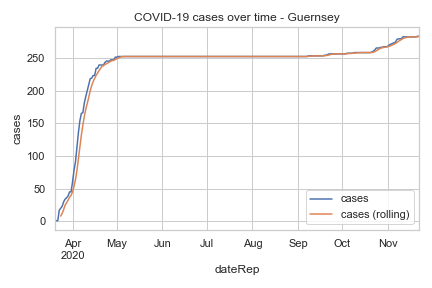 COVID-19 cases over time - Guernsey
250
200
150
100
50
0
cases
cases
cases (rolling)
Apr May Jun Jul Aug Sep Oct Nov
2020
dateRep